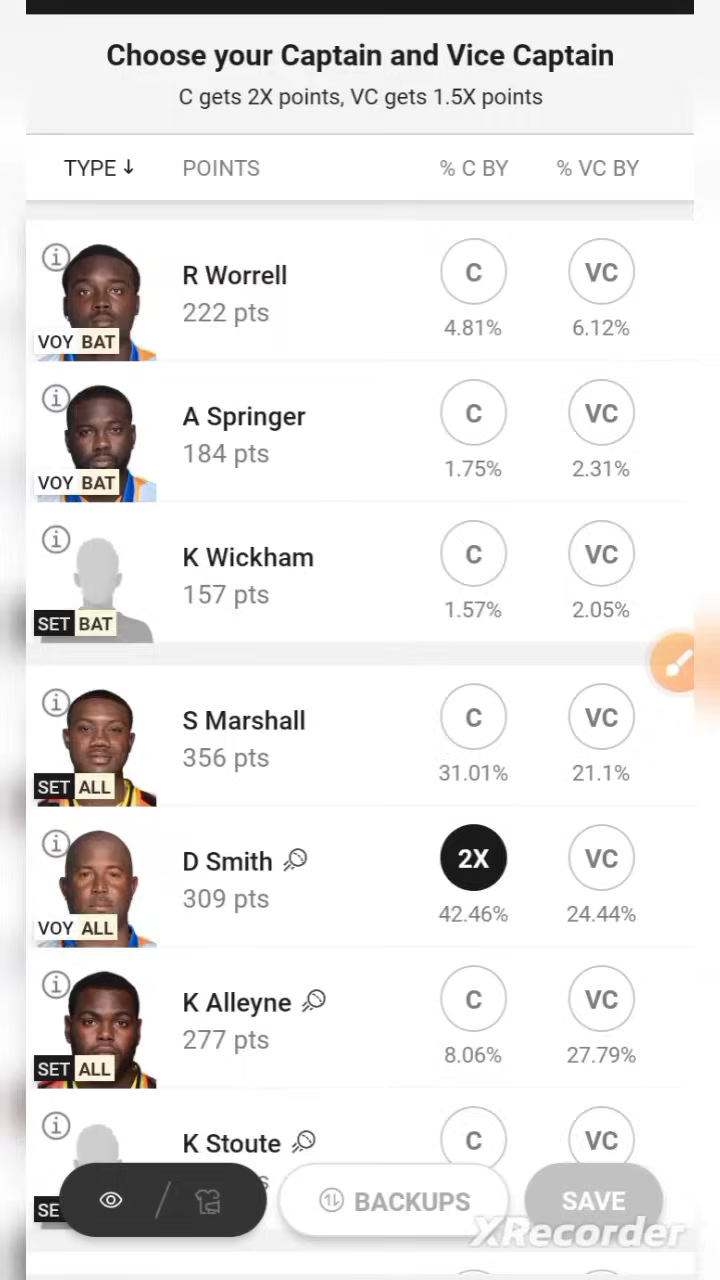 Choose your Captain and Vice Captain
C gets 2X points, VC gets 1.5X points
TYPE ↓ POINTS % C BY % VC BY
R Worrell C VC
222 pts 4.81% 6.12%
VOY BAT
A Springer C VC
184 pts 1.75% 2.31%
VOY BAT
K Wickham C VC
157 pts 1.57% 2.05%
SET BAT
S Marshall C VC
356 pts 31.01% 21.1%
SET ALL
D Smith 2X VC
309 pts 42.46% 24.44%
VOY ALL
K Alleyne C VC
277 pts 8.06% 27.79%
SET ALL
K Stoute C VC
BACKUPS SAVE
XRecorder